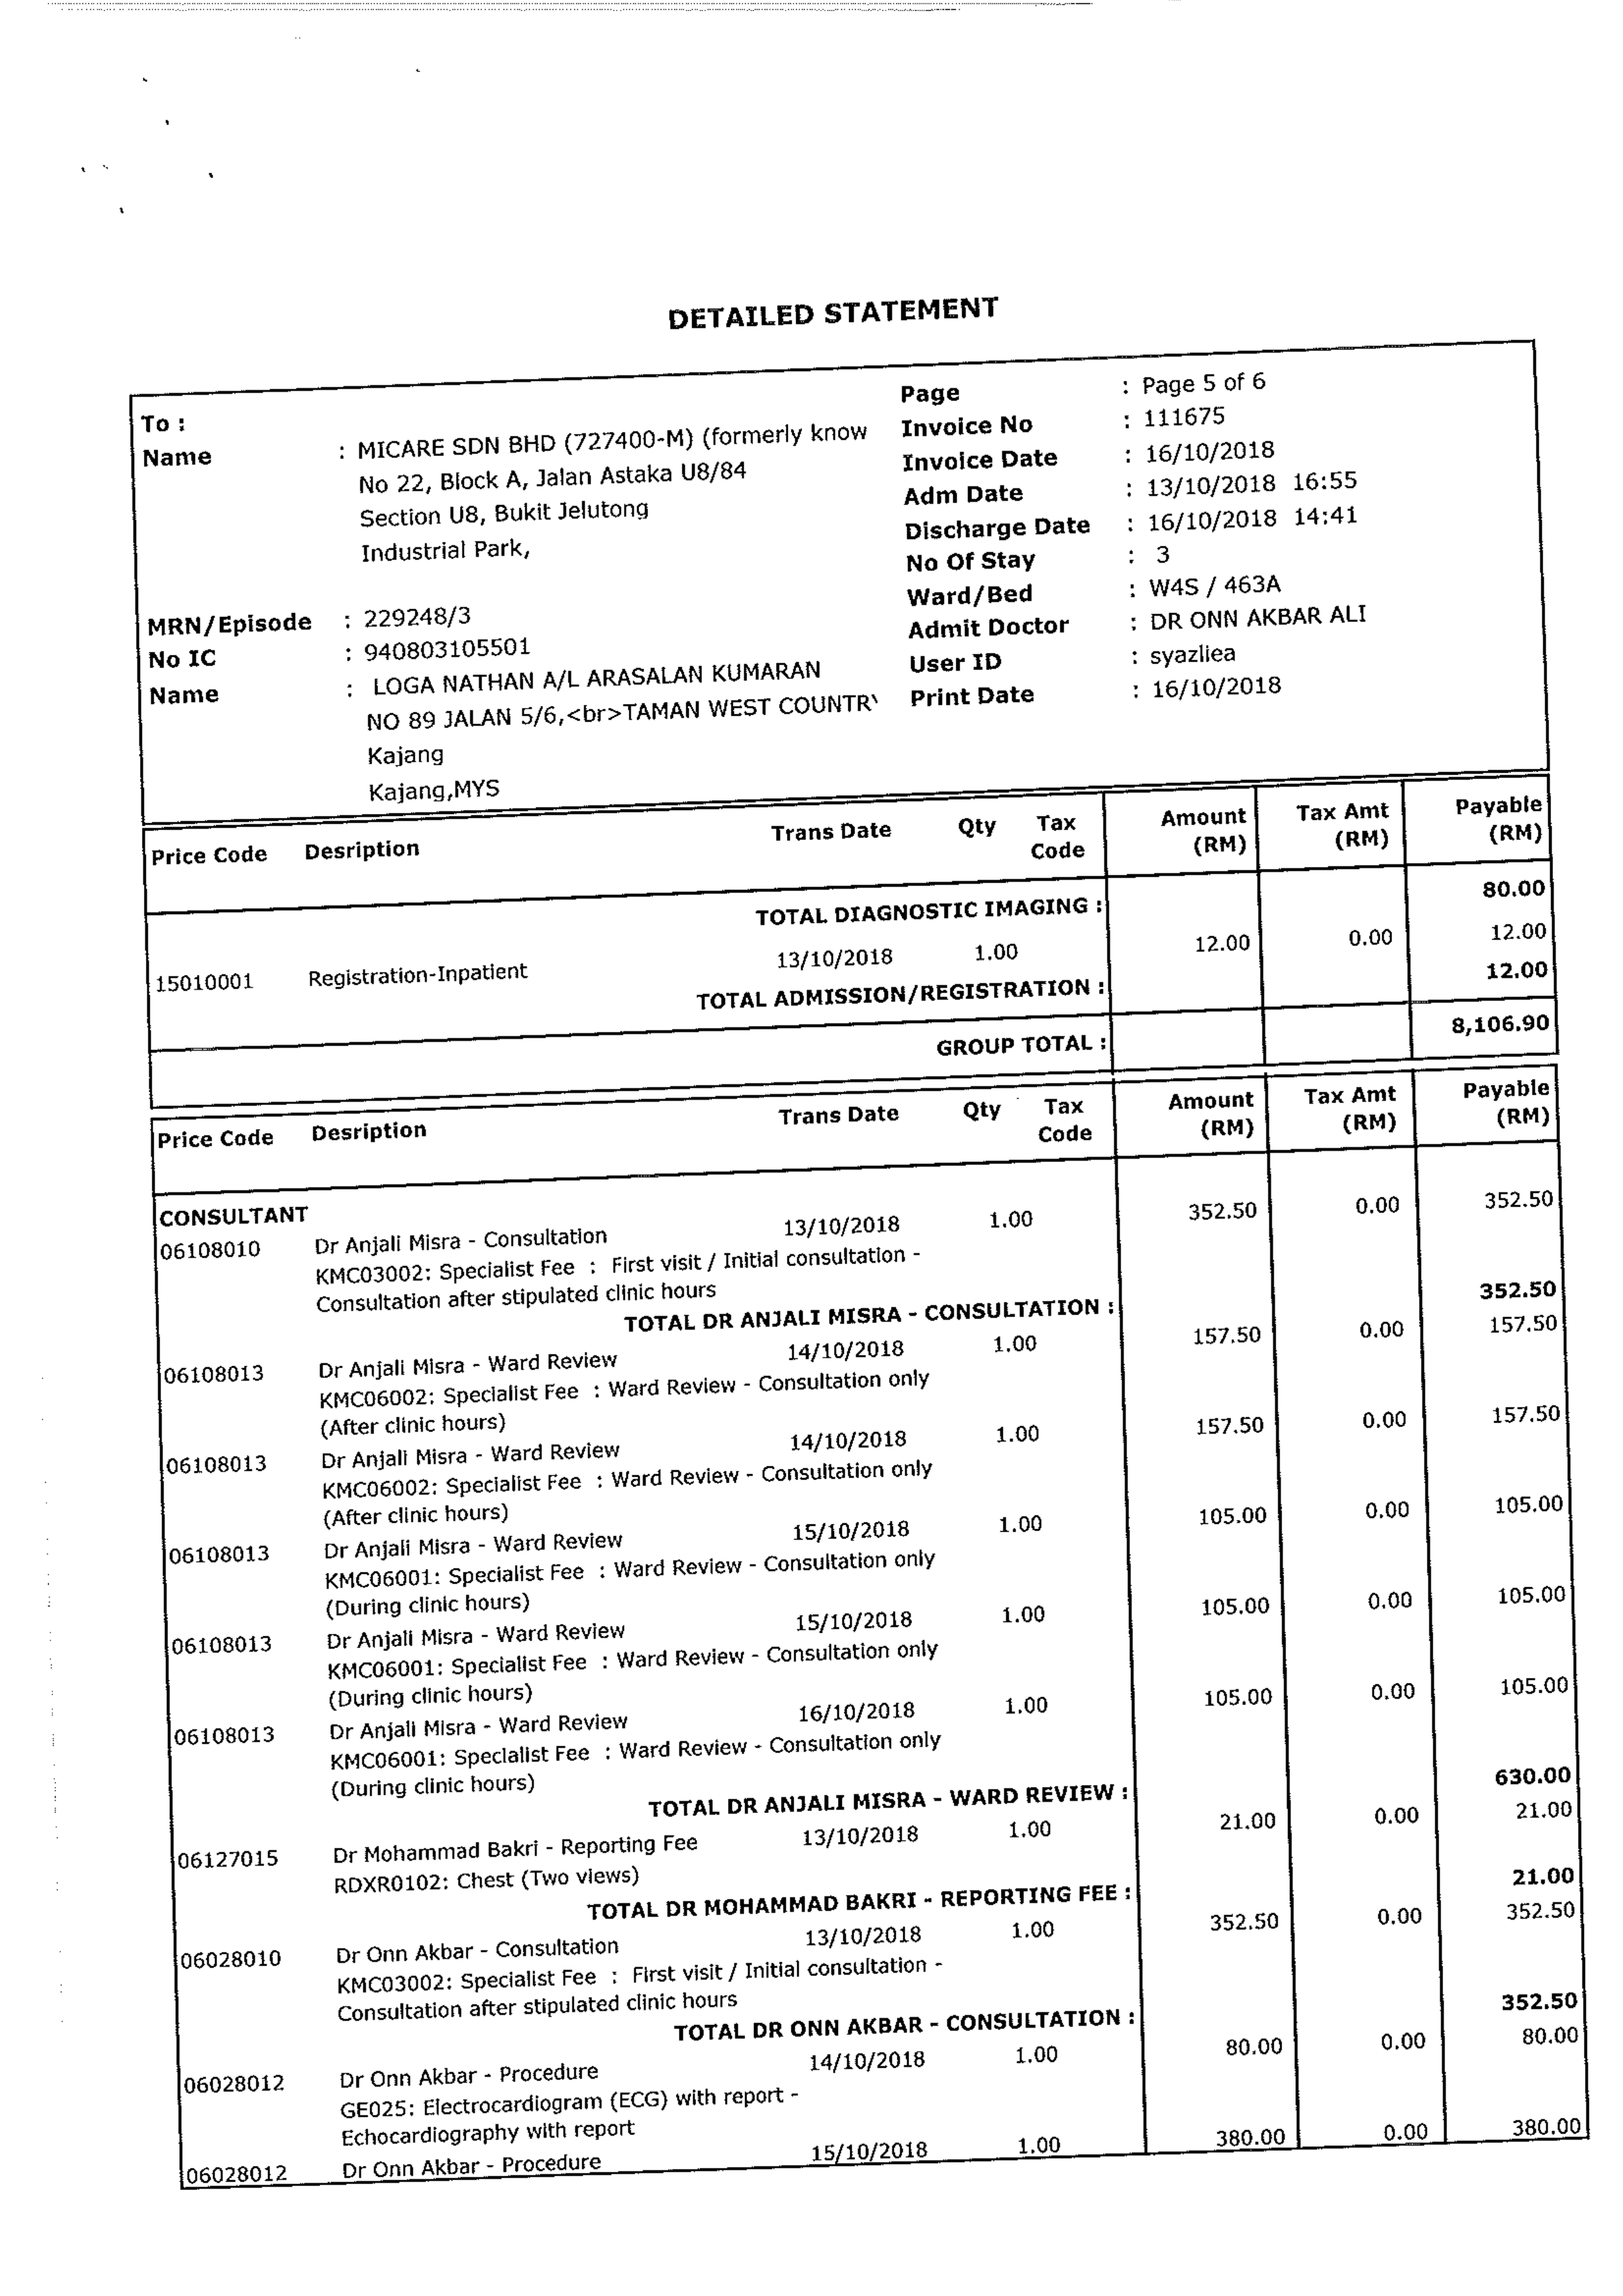 DETAILED STATEMENT
To :
Name : MICARE SDN BHD (727400-M) (formerly know
No 22, Block A, Jalan Astaka U8/84
Section U8, Bukit Jelutong
Industrial Park,
MRN/Episode : 229248/3
No IC : 940803105501
Name : LOGA NATHAN A/L ARASALAN KUMARAN
NO 89 JALAN 5/6,<br>TAMAN WEST COUNTR
Kajang
Kajang,MYS
Page : Page 5 of 6
Invoice No : 111675
Invoice Date : 16/10/2018
Adm Date : 13/10/2018 16:55
Discharge Date : 16/10/2018 14:41
No Of Stay : 3
Ward/Bed : W4S / 463A
Admit Doctor : DR ONN AKBAR ALI
User ID : syazliea
Print Date : 16/10/2018
Price Code Desription Trans Date Qty Tax Code Amount (RM) Tax Amt (RM) Payable (RM)
TOTAL DIAGNOSTIC IMAGING : 80.00
15010001 Registration-Inpatient 13/10/2018 1.00 12.00 0.00 12.00
TOTAL ADMISSION/REGISTRATION : 12.00
GROUP TOTAL : 8,106.90
Price Code Desription Trans Date Qty Tax Code Amount (RM) Tax Amt (RM) Payable (RM)
CONSULTANT
06108010 Dr Anjali Misra - Consultation 13/10/2018 1.00 352.50 0.00 352.50
KMC03002: Specialist Fee : First visit / Initial consultation -
Consultation after stipulated clinic hours
TOTAL DR ANJALI MISRA - CONSULTATION : 352.50
06108013 Dr Anjali Misra - Ward Review 14/10/2018 1.00 157.50 0.00 157.50
KMC06002: Specialist Fee : Ward Review - Consultation only
(After clinic hours)
06108013 Dr Anjali Misra - Ward Review 14/10/2018 1.00 157.50 0.00 157.50
KMC06002: Specialist Fee : Ward Review - Consultation only
(After clinic hours)
06108013 Dr Anjali Misra - Ward Review 15/10/2018 1.00 105.00 0.00 105.00
KMC06001: Specialist Fee : Ward Review - Consultation only
(During clinic hours)
06108013 Dr Anjali Misra - Ward Review 15/10/2018 1.00 105.00 0.00 105.00
KMC06001: Specialist Fee : Ward Review - Consultation only
(During clinic hours)
06108013 Dr Anjali Misra - Ward Review 16/10/2018 1.00 105.00 0.00 105.00
KMC06001: Specialist Fee : Ward Review - Consultation only
(During clinic hours)
TOTAL DR ANJALI MISRA - WARD REVIEW : 630.00
06127015 Dr Mohammad Bakri - Reporting Fee 13/10/2018 1.00 21.00 0.00 21.00
RDXR0102: Chest (Two views)
TOTAL DR MOHAMMAD BAKRI - REPORTING FEE : 21.00
06028010 Dr Onn Akbar - Consultation 13/10/2018 1.00 352.50 0.00 352.50
KMC03002: Specialist Fee : First visit / Initial consultation -
Consultation after stipulated clinic hours
TOTAL DR ONN AKBAR - CONSULTATION : 352.50
06028012 Dr Onn Akbar - Procedure 14/10/2018 1.00 80.00 0.00 80.00
GE025: Electrocardiogram (ECG) with report -
Echocardiography with report
06028012 Dr Onn Akbar - Procedure 15/10/2018 1.00 380.00 0.00 380.00